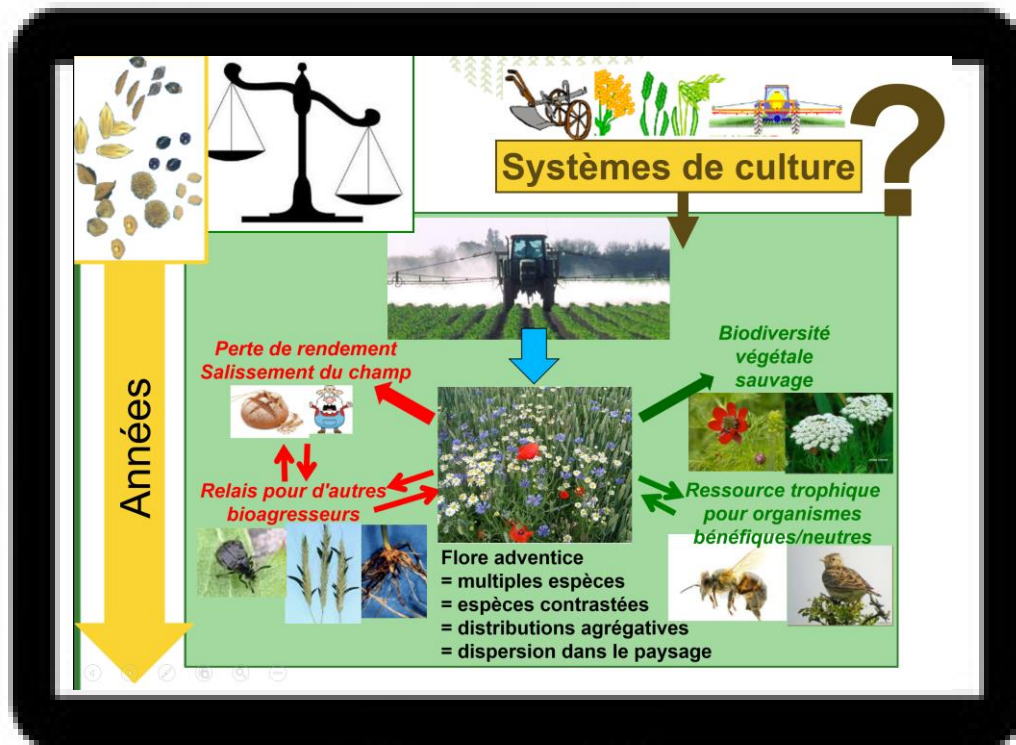 Systèmes de culture
?
Années
Perte de rendement
Salissement du champ
Biodiversité
végétale
sauvage
Relais pour d'autres
bioagresseurs
Ressource trophique
pour organismes
bénéfiques/neutres
Flore adventice
= multiples espèces
= espèces contrastées
= distributions agrégatives
= dispersion dans le paysage